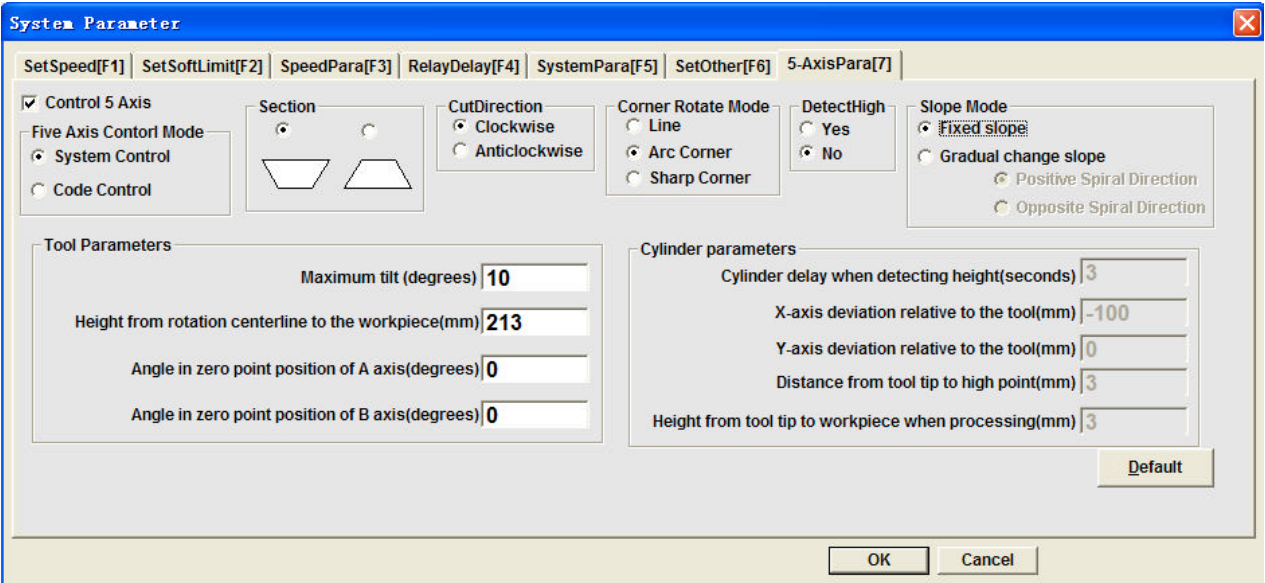 System Parameter
SetSpeed[F1] SetSoftLimit[F2] SpeedPara[F3] RelayDelay[F4] SystemPara[F5] SetOther[F6] 5-AxisPara[7]
Control 5 Axis
Five Axis Contorl Mode
System Control
Code Control
Section
CutDirection
Clockwise
Anticlockwise
Corner Rotate Mode
Line
Arc Corner
Sharp Corner
DetectHigh
Yes
No
Slope Mode
Fixed slope
Gradual change slope
Positive Spiral Direction
Opposite Spiral Direction
Tool Parameters
Maximum tilt (degrees) 10
Height from rotation centerline to the workpiece(mm) 213
Angle in zero point position of A axis(degrees) 0
Angle in zero point position of B axis(degrees) 0
Cylinder parameters
Cylinder delay when detecting height(seconds) 3
X-axis deviation relative to the tool(mm) -100
Y-axis deviation relative to the tool(mm) 0
Distance from tool tip to high point(mm) 3
Height from tool tip to workpiece when processing(mm) 3
Default
OK Cancel